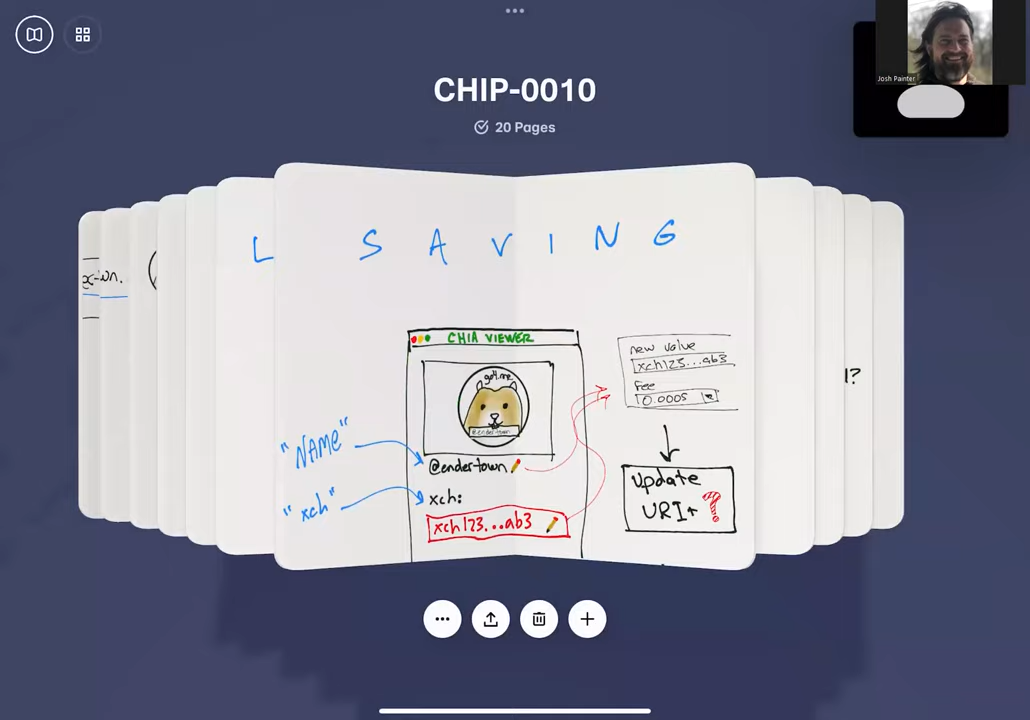 Josh Painter
CHIP-0010
20 Pages
L SAVING
CHIA VIEWER
new value
xch123...ab3
Fee
0.0005
"NAME"
@endertown
"xch"
xch:
xch123...ab3
update
URI ?